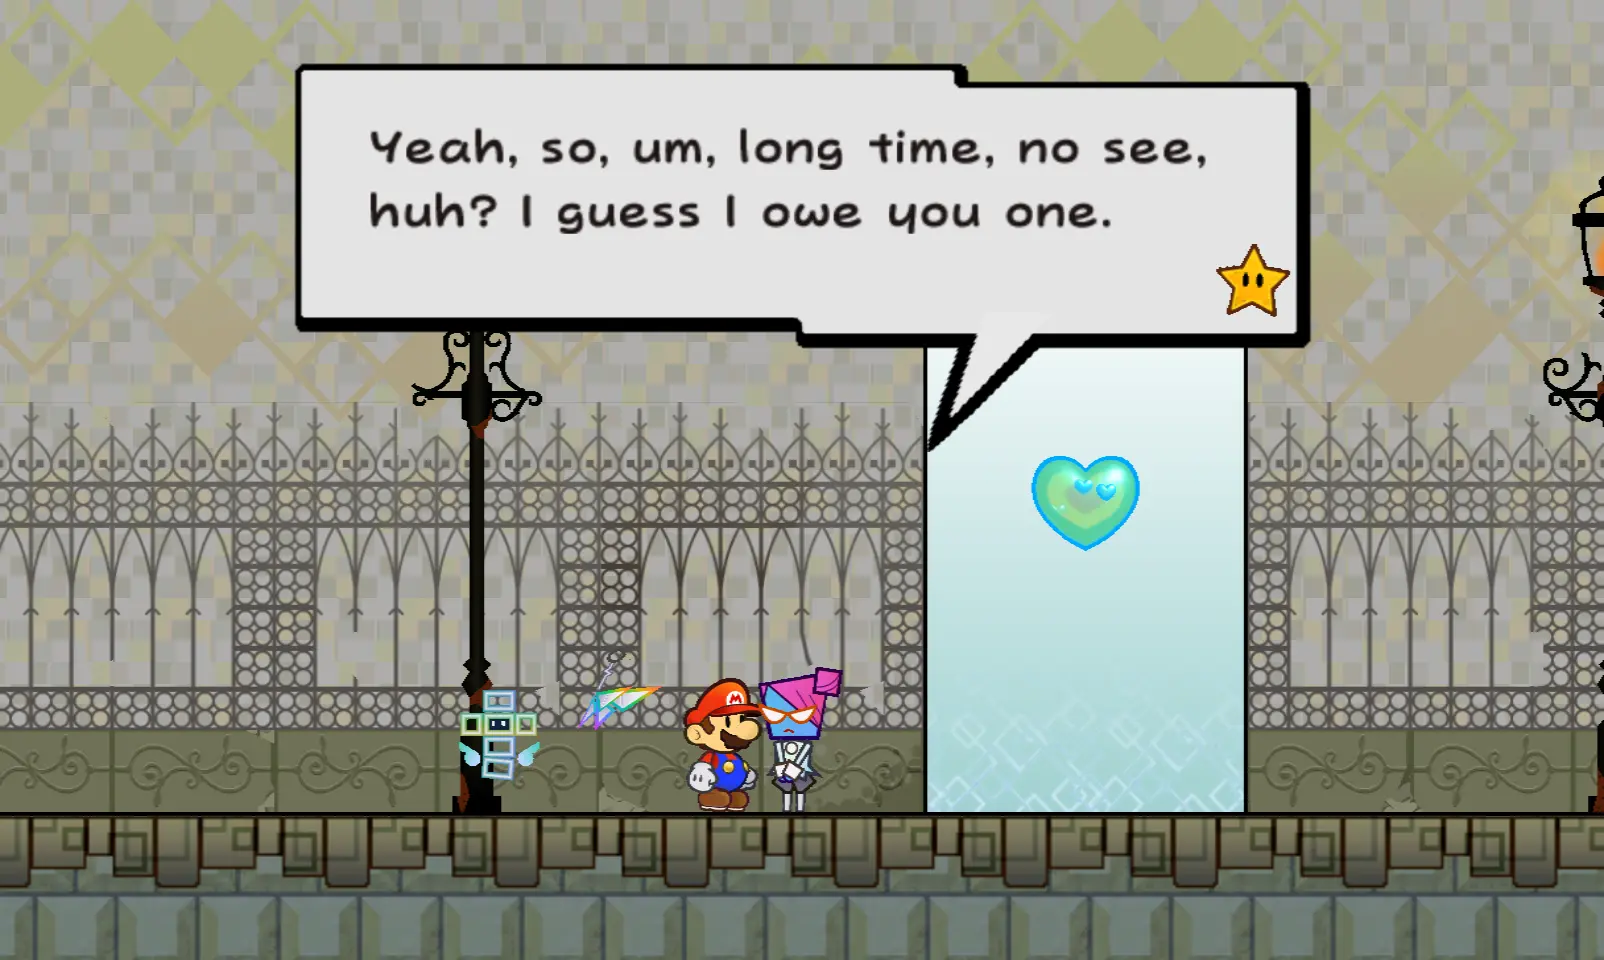 Yeah, so, um, long time, no see,
huh? I guess I owe you one.
M